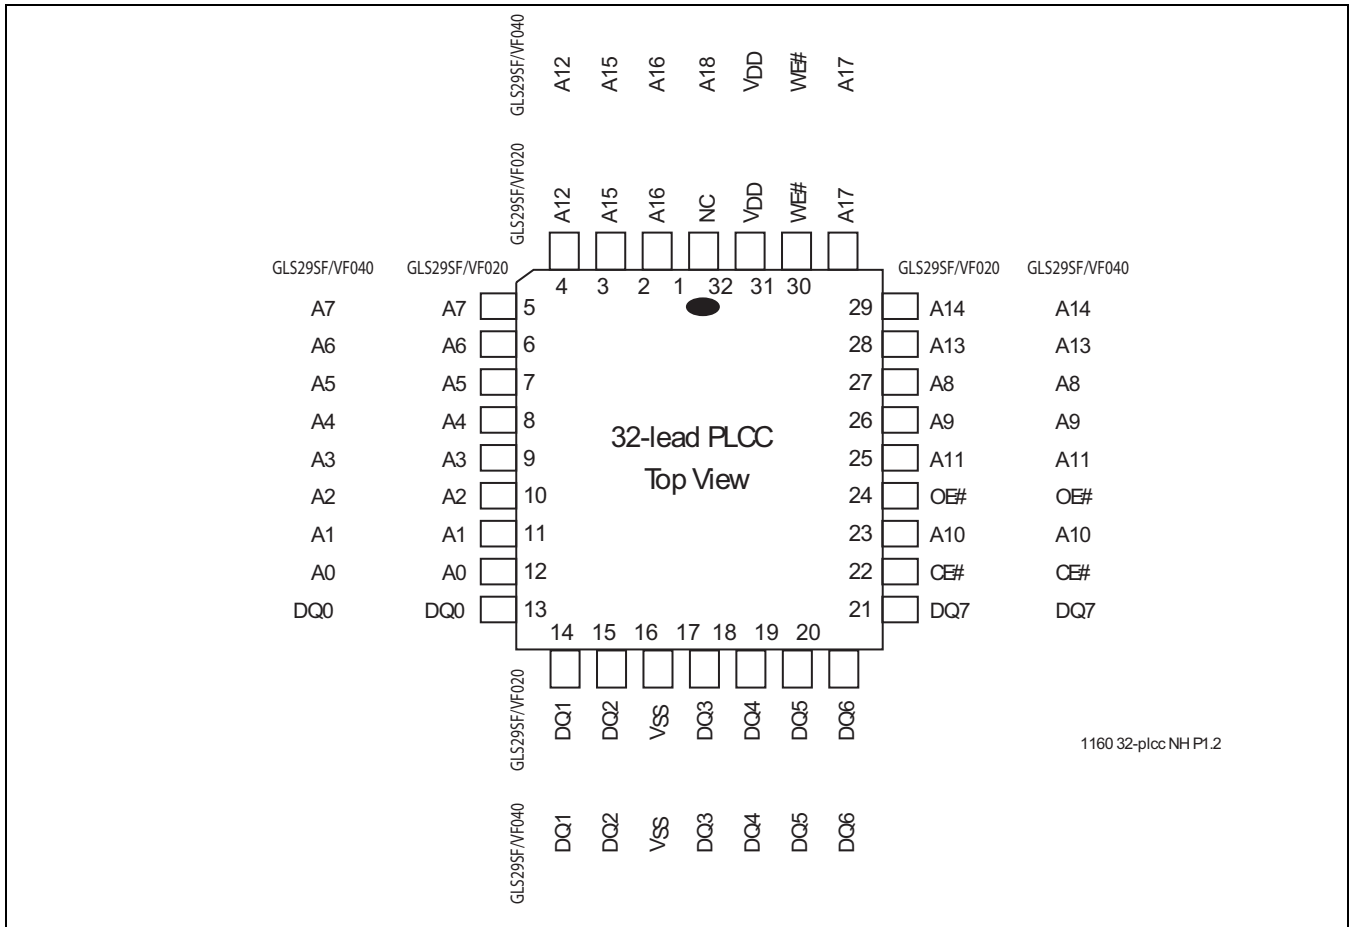 GLS29SF/VF040 A12 A15 A16 A18 VDD WE# A17
GLS29SF/VF020 A12 A15 A16 NC VDD WE# A17
GLS29SF/VF040 GLS29SF/VF020 GLS29SF/VF020 GLS29SF/VF040
4 3 2 1 32 31 30
A7 A7 5 29 A14 A14
A6 A6 6 28 A13 A13
A5 A5 7 27 A8 A8
A4 A4 8 26 A9 A9
32-lead PLCC
A3 A3 9 25 A11 A11
Top View
A2 A2 10 24 OE# OE#
A1 A1 11 23 A10 A10
A0 A0 12 22 CE# CE#
DQ0 DQ0 13 21 DQ7 DQ7
14 15 16 17 18 19 20
GLS29SF/VF020 DQ1 DQ2 VSS DQ3 DQ4 DQ5 DQ6
1160 32-plcc NH P1.2
GLS29SF/VF040 DQ1 DQ2 VSS DQ3 DQ4 DQ5 DQ6